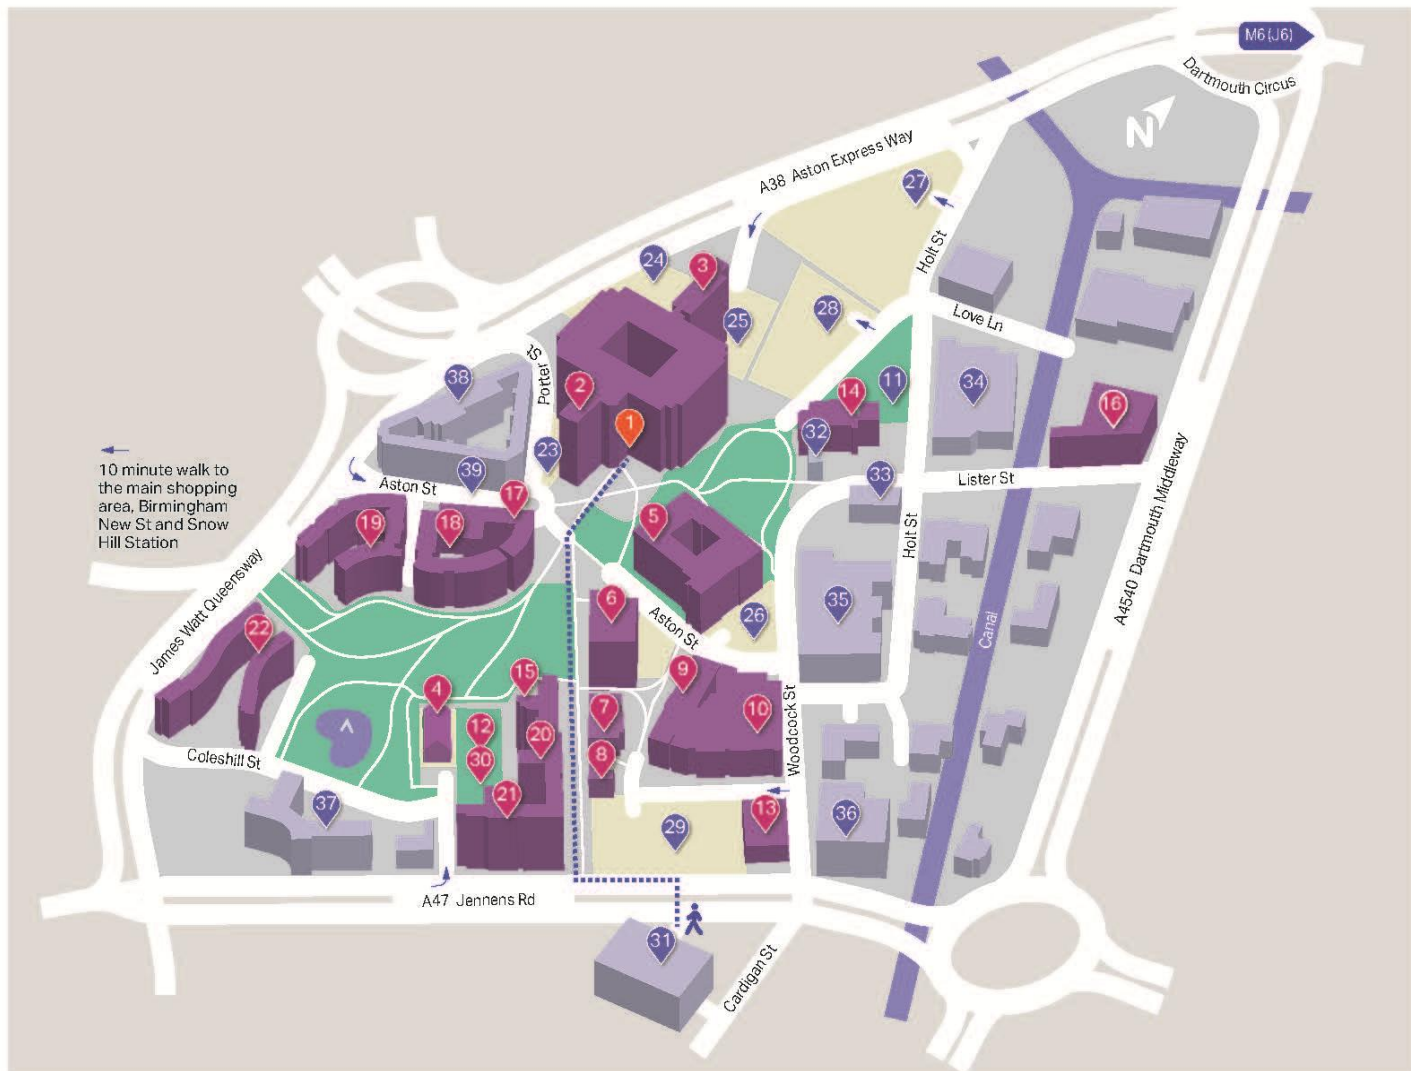 M6 (J6)
Dartmouth Circus
N
A38 Aston Express Way
27
Holt St
24
3
25
28
Love Ln
Potter St
38
2
1
14
11
34
16
23
32
10 minute walk to
the main shopping
area, Birmingham
New St and Snow
Hill Station
39
Aston St
17
33
Lister St
19
18
5
Holt St
A4540 Dartmouth Middleway
James Watt Queensway
22
6
Aston St
26
35
Canal
4
15
9
12
20
7
10
Woodcock St
30
8
Coleshill St
37
21
29
13
36
A47 Jennens Rd
31
Cardigan St